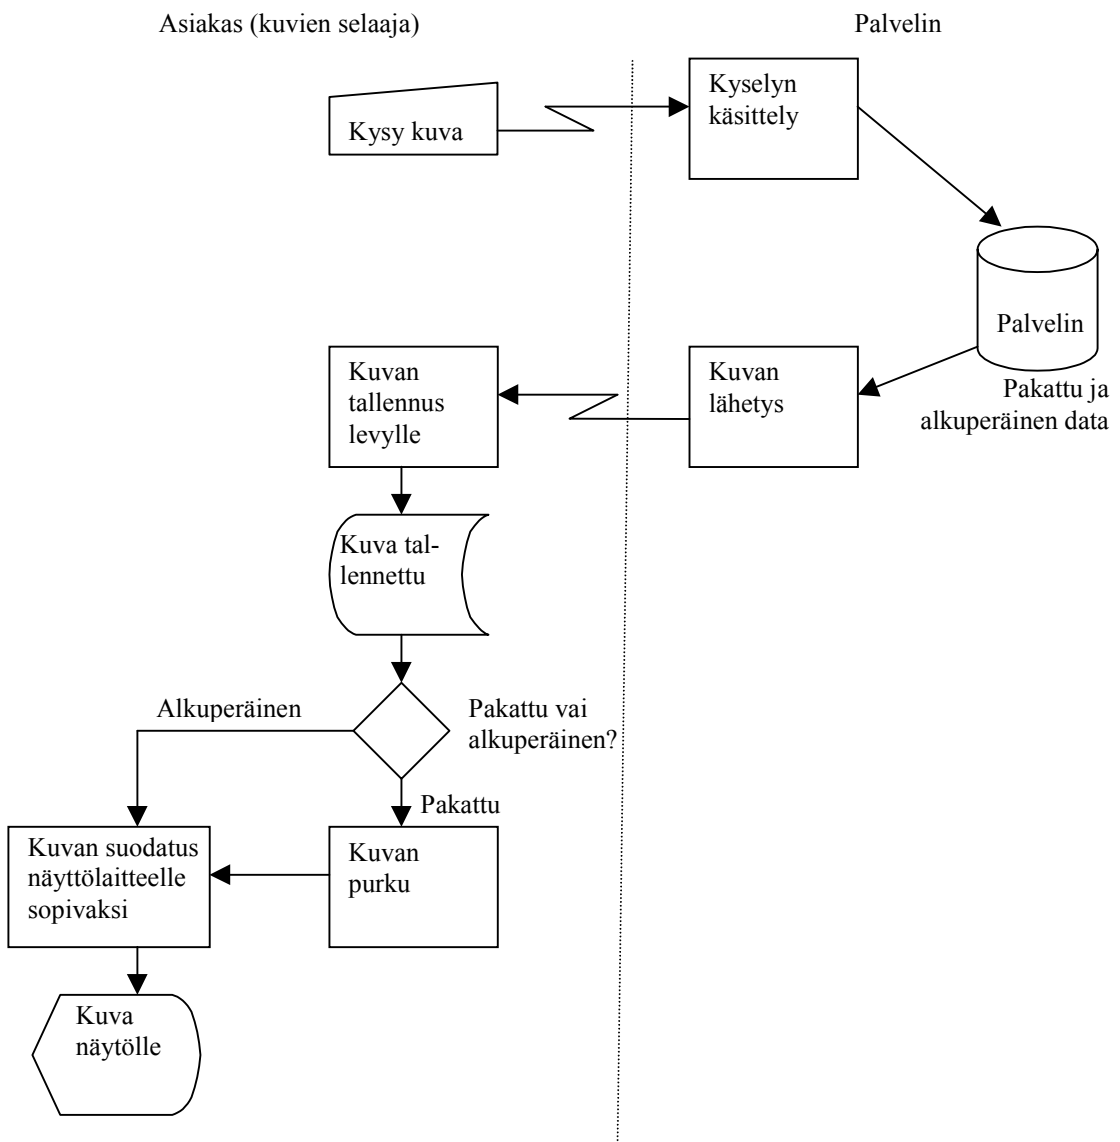 Asiakas (kuvien selaaja)
Palvelin
Kysy kuva
Kyselyn
käsittely
Palvelin
Pakattu ja
alkuperäinen data
Kuvan
lähetys
Kuvan
tallennus
levylle
Kuva tal-
lennettu
Pakattu vai
alkuperäinen?
Alkuperäinen
Pakattu
Kuvan
purku
Kuvan suodatus
näyttölaitteelle
sopivaksi
Kuva
näytölle